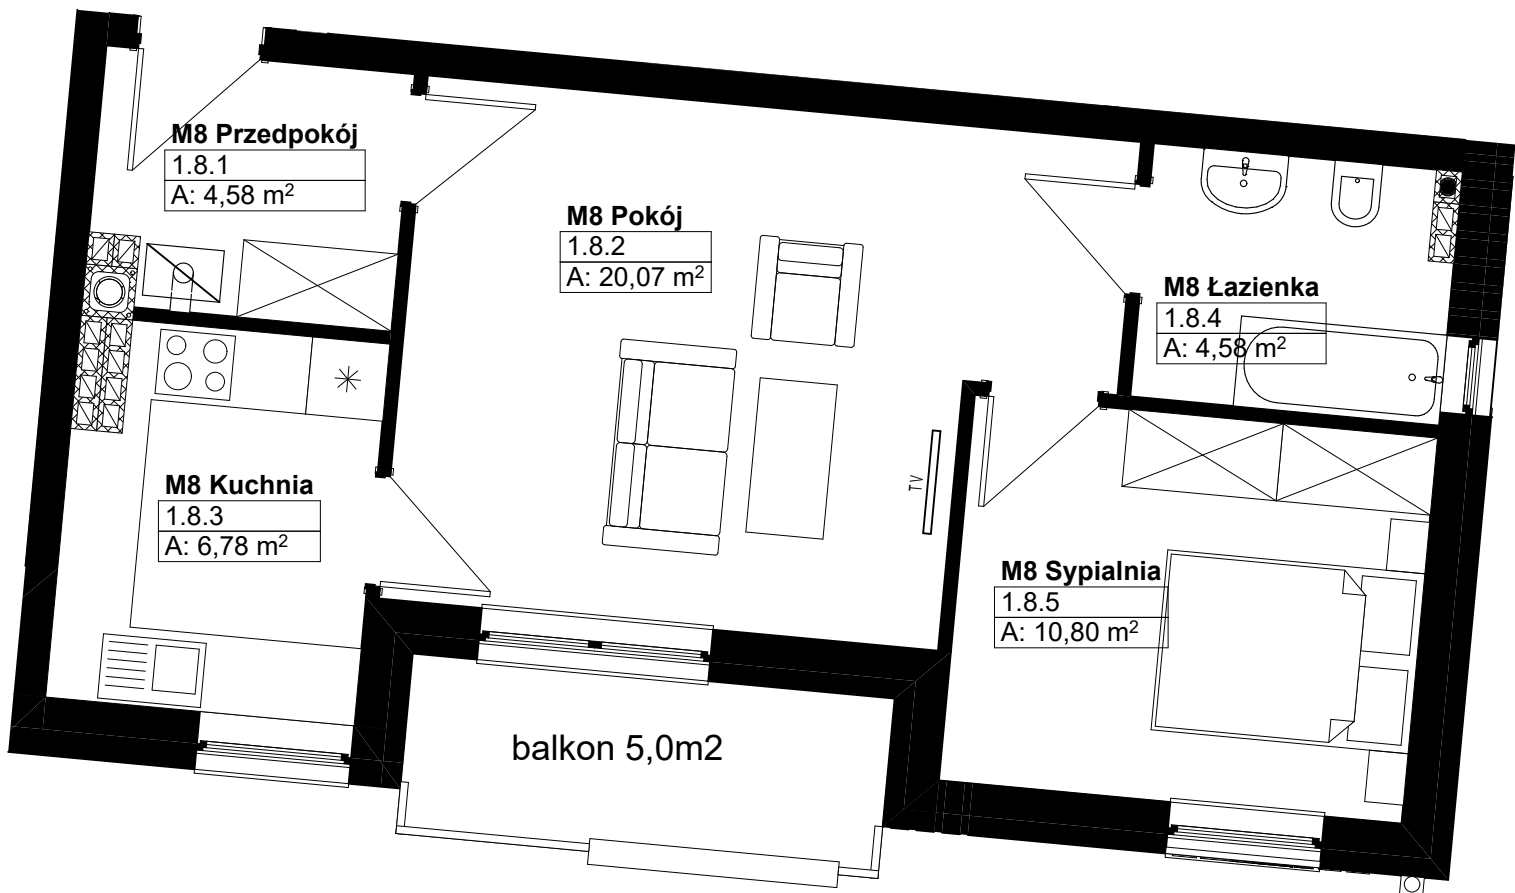 M8 Przedpokój
1.8.1
A: 4,58 m²
M8 Pokój
1.8.2
A: 20,07 m²
M8 Łazienka
1.8.4
A: 4,58 m²
TV
M8 Kuchnia
1.8.3
A: 6,78 m²
M8 Sypialnia
1.8.5
A: 10,80 m²
balkon 5,0m2